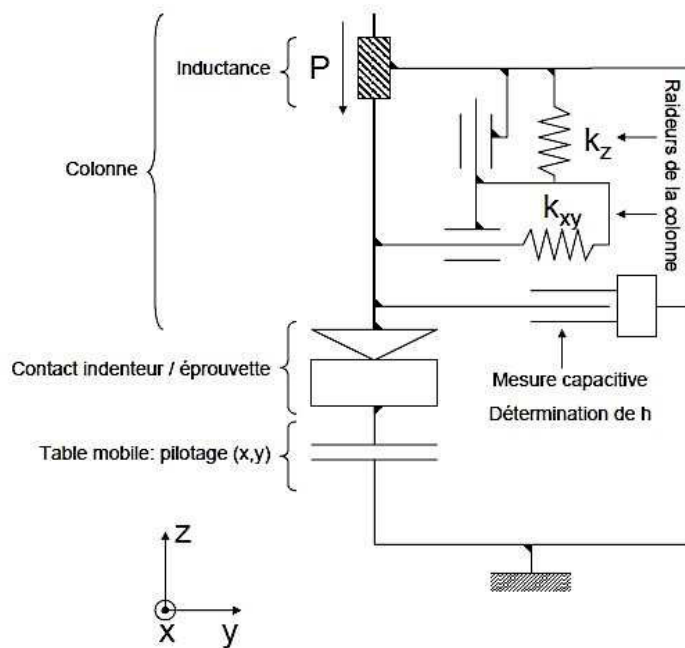 Inductance
P
Colonne
k_z
k_xy
Raideurs
de la colonne
Contact indenteur / éprouvette
Mesure capacitive
Détermination de h
Table mobile: pilotage (x,y)
z
x
y